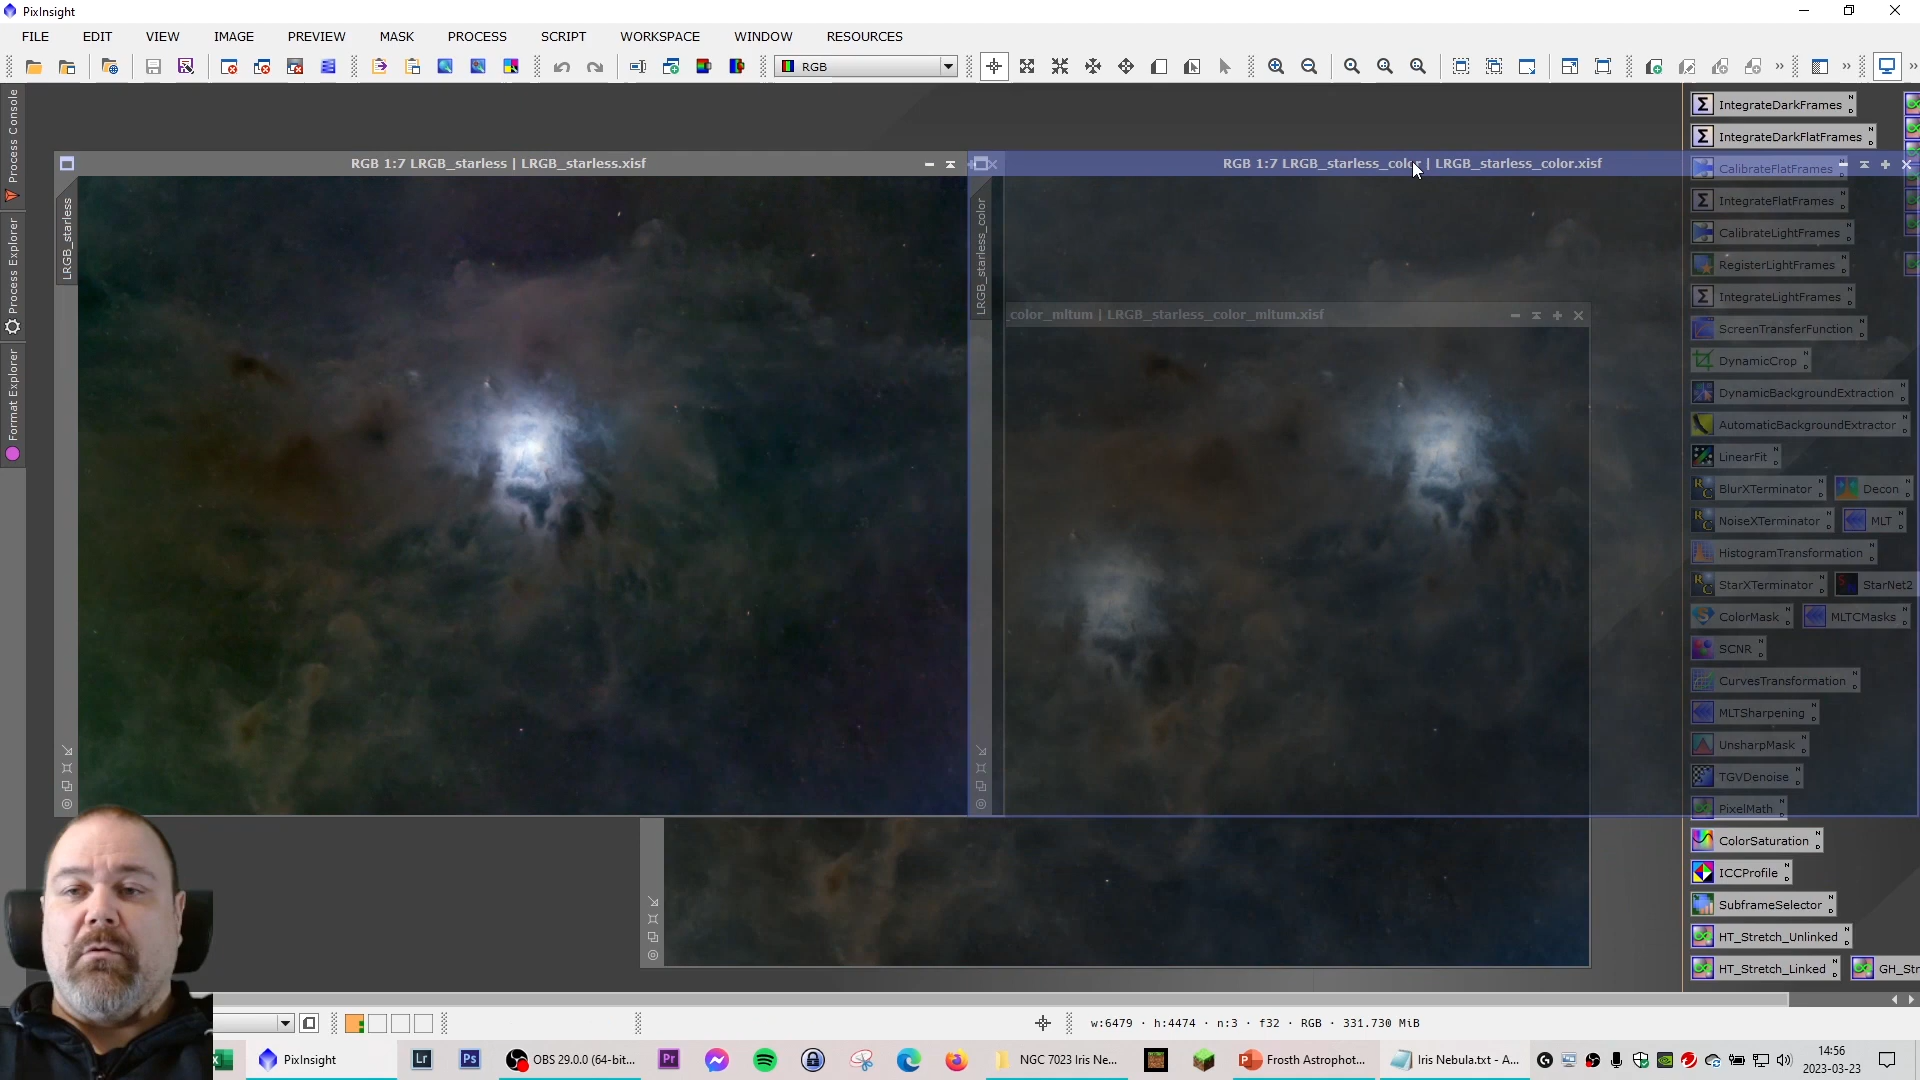 PixInsight
FILE EDIT VIEW IMAGE PREVIEW MASK PROCESS SCRIPT WORKSPACE WINDOW RESOURCES
RGB
Process Console
Process Explorer
Format Explorer
RGB 1:7 LRGB_starless | LRGB_starless.xisf
LRGB_starless
RGB 1:7 LRGB_starless_color | LRGB_starless_color.xisf
LRGB_starless_color
_color_mltum | LRGB_starless_color_mltum.xisf
IntegrateDarkFrames
IntegrateDarkFlatFrames
CalibrateFlatFrames
IntegrateFlatFrames
CalibrateLightFrames
RegisterLightFrames
IntegrateLightFrames
ScreenTransferFunction
DynamicCrop
DynamicBackgroundExtraction
AutomaticBackgroundExtractor
LinearFit
BlurXTerminator Decon
NoiseXTerminator MLT
HistogramTransformation
StarXTerminator StarNet2
ColorMask MLTCMasks
SCNR
CurvesTransformation
MLTSharpening
UnsharpMask
TGVDenoise
PixelMath
ColorSaturation
ICCProfile
SubframeSelector
HT_Stretch_Unlinked
HT_Stretch_Linked GH_Str
w:6479 · h:4474 · n:3 · f32 · RGB · 331.730 MiB
PixInsight Lr Ps OBS 29.0.0 (64-bit... Pr NGC 7023 Iris Ne... Frosth Astrophot... Iris Nebula.txt - A...
14:56
2023-03-23